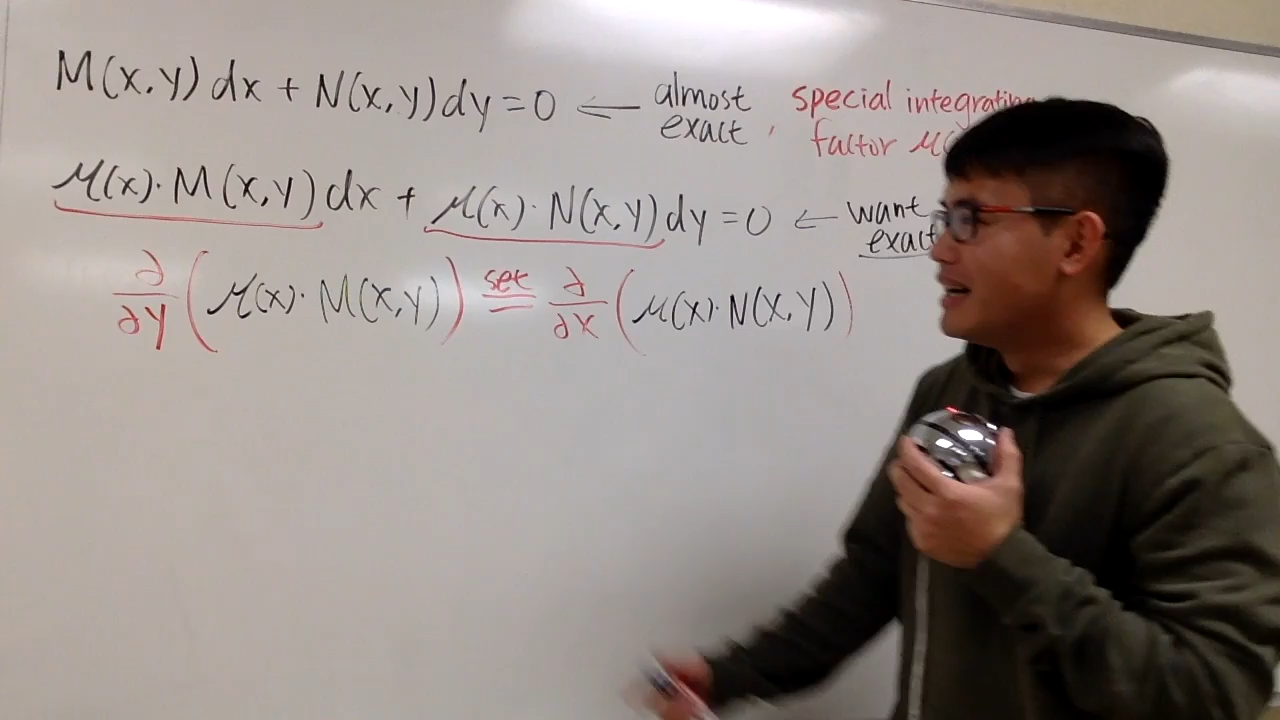 M(x,y)dx + N(x,y)dy = 0 ← almost exact, special integrating factor μ(
μ(x)·M(x,y)dx + μ(x)·N(x,y)dy = 0 ← want exact
∂/∂y (μ(x)·M(x,y)) set = ∂/∂x (μ(x)·N(x,y))